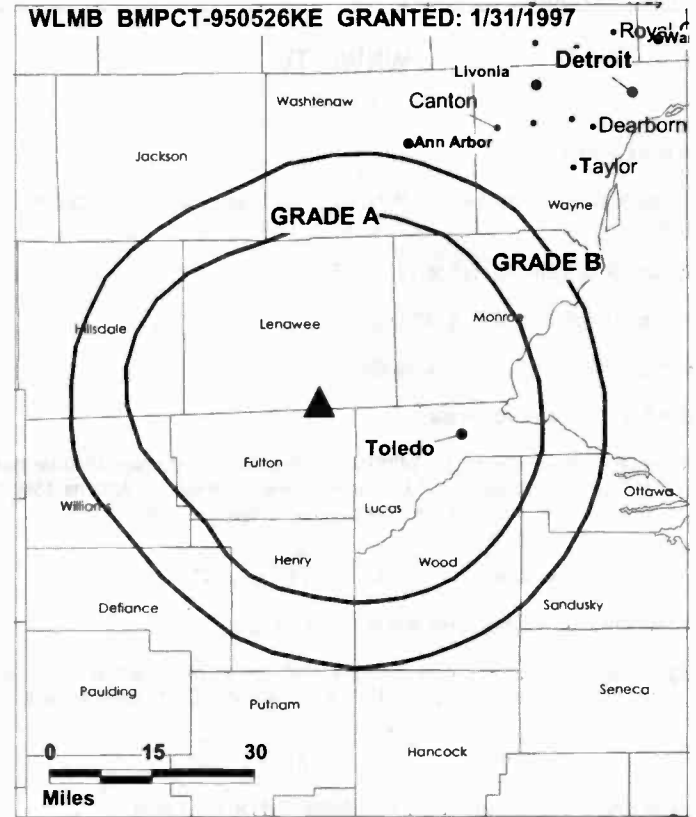 WLMB BMPCT-950526KE GRANTED: 1/31/1997
Livonia
Detroit
Washtenaw
Canton
Dearborn
Jackson
Ann Arbor
Taylor
Wayne
GRADE A
GRADE B
Hillsdale
Lenawee
Monroe
Toledo
Fulton
Ottawa
Williams
Lucas
Henry
Wood
Defiance
Sandusky
Paulding
Putnam
Seneca
Hancock
0 15 30
Miles